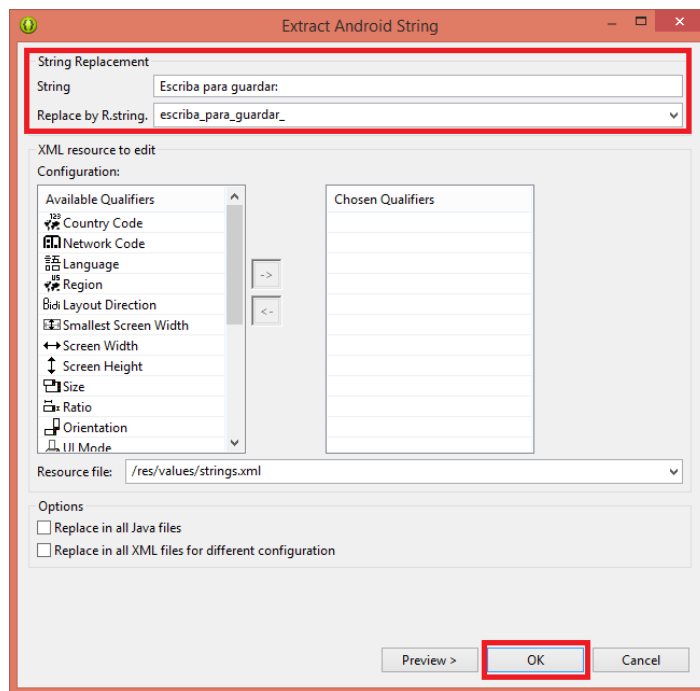 Extract Android String
String Replacement
String
Escriba para guardar:
Replace by R.string.
escriba_para_guardar_
XML resource to edit
Configuration:
Available Qualifiers
123 Country Code
Network Code
Language
US Region
Bidi Layout Direction
Smallest Screen Width
Screen Width
Screen Height
Size
Ratio
Orientation
UI Mode
->
<-
Chosen Qualifiers
Resource file:
/res/values/strings.xml
Options
Replace in all Java files
Replace in all XML files for different configuration
Preview >
OK
Cancel